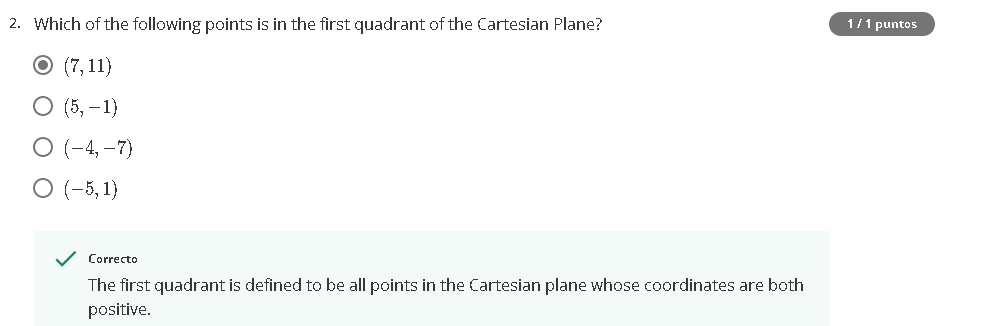 2. Which of the following points is in the first quadrant of the Cartesian Plane?
1 / 1 puntos
(7, 11)
(5, −1)
(−4, −7)
(−5, 1)
Correcto
The first quadrant is defined to be all points in the Cartesian plane whose coordinates are both
positive.